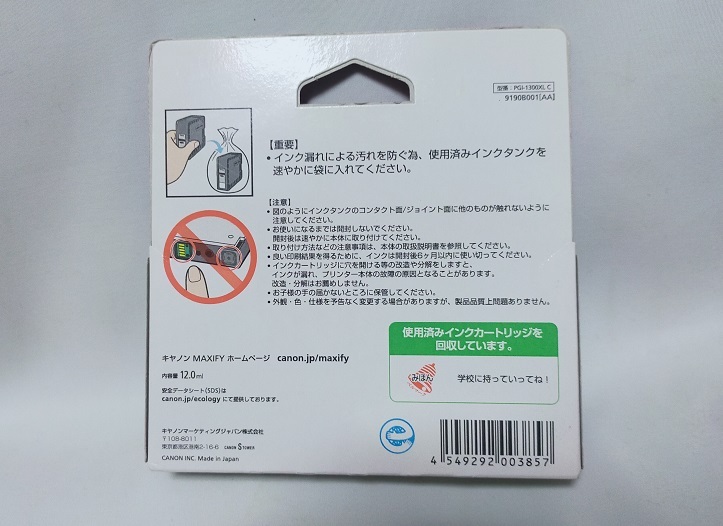 型番：PGI-1300XL C
9190B001[AA]
【重要】
• インク漏れによる汚れを防ぐ為、使用済みインクタンクを
速やかに袋に入れてください。
【注意】
• 図のようにインクタンクのコンタクト面/ジョイント面に他のものが触れないように
注意してください。
• お使いになるまでは開封しないでください。
開封後は速やかに本体に取り付けてください。
• 取り付け方法などの注意事項は、本体の取扱説明書を参照してください。
• 良い印刷結果を得るために、インクは開封後6ヶ月以内に使い切ってください。
• インクカートリッジに穴を開ける等の改造や分解をしますと、
インクが漏れ、プリンター本体の故障の原因となることがあります。
改造・分解はお薦めしません。
• お子様の手の届かないところに保管してください。
• 外観・色・仕様を予告なく変更する場合がありますが、製品品質上問題ありません。
使用済みインクカートリッジを
回収しています。
みほん
学校に持っていってね！
キヤノン MAXIFY ホームページ canon.jp/maxify
内容量 12.0ml
安全データシート(SDS)は
canon.jp/ecology にて提供しております。
キヤノンマーケティングジャパン株式会社
〒108-8011
東京都港区港南2-16-6 CANON S TOWER
CANON INC. Made in Japan
4 549292 003857